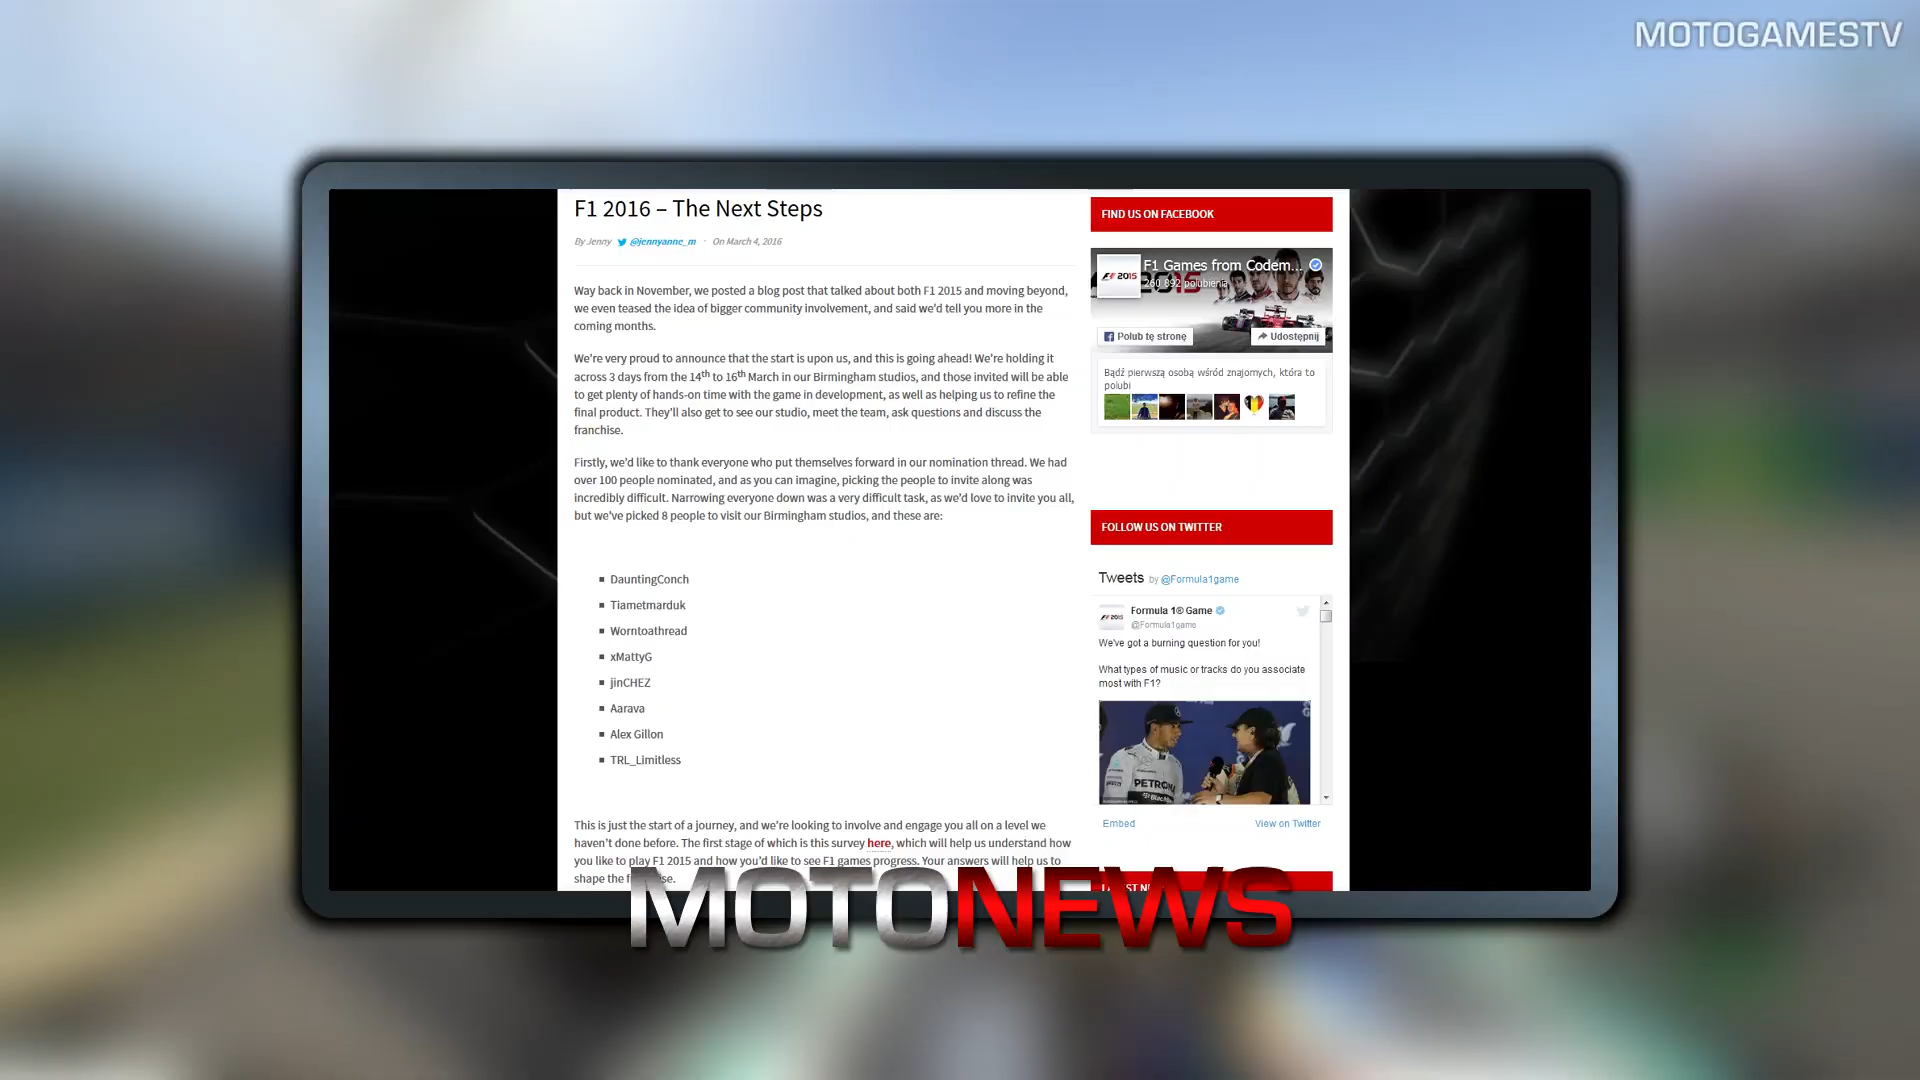 MOTOGAMESTV
F1 2016 – The Next Steps
By Jenny @jennyanne_m · On March 4, 2016
Way back in November, we posted a blog post that talked about both F1 2015 and moving beyond,
we even teased the idea of bigger community involvement, and said we'd tell you more in the
coming months.
We're very proud to announce that the start is upon us, and this is going ahead! We're holding it
across 3 days from the 14th to 16th March in our Birmingham studios, and those invited will be able
to get plenty of hands-on time with the game in development, as well as helping us to refine the
final product. They'll also get to see our studio, meet the team, ask questions and discuss the
franchise.
Firstly, we'd like to thank everyone who put themselves forward in our nomination thread. We had
over 100 people nominated, and as you can imagine, picking the people to invite along was
incredibly difficult. Narrowing everyone down was a very difficult task, as we'd love to invite you all,
but we've picked 8 people to visit our Birmingham studios, and these are:
DauntingConch
Tiametmarduk
Worntoathread
xMattyG
jinCHEZ
Aarava
Alex Gillon
TRL_Limitless
This is just the start of a journey, and we're looking to involve and engage you all on a level we
haven't done before. The first stage of which is this survey here, which will help us understand how
you like to play F1 2015 and how you'd like to see F1 games progress. Your answers will help us to
shape the
FIND US ON FACEBOOK
F1 2015
F1 Games from Codem...
260 892 polubienia
Polub tę stronę
Udostępnij
Bądź pierwszą osobą wśród znajomych, która to
polubi
FOLLOW US ON TWITTER
Tweets by @Formula1game
F1 2015
Formula 1® Game
@Formula1game
We've got a burning question for you!
What types of music or tracks do you associate
most with F1?
PETRONAS
Embed
View on Twitter
MOTONEWS